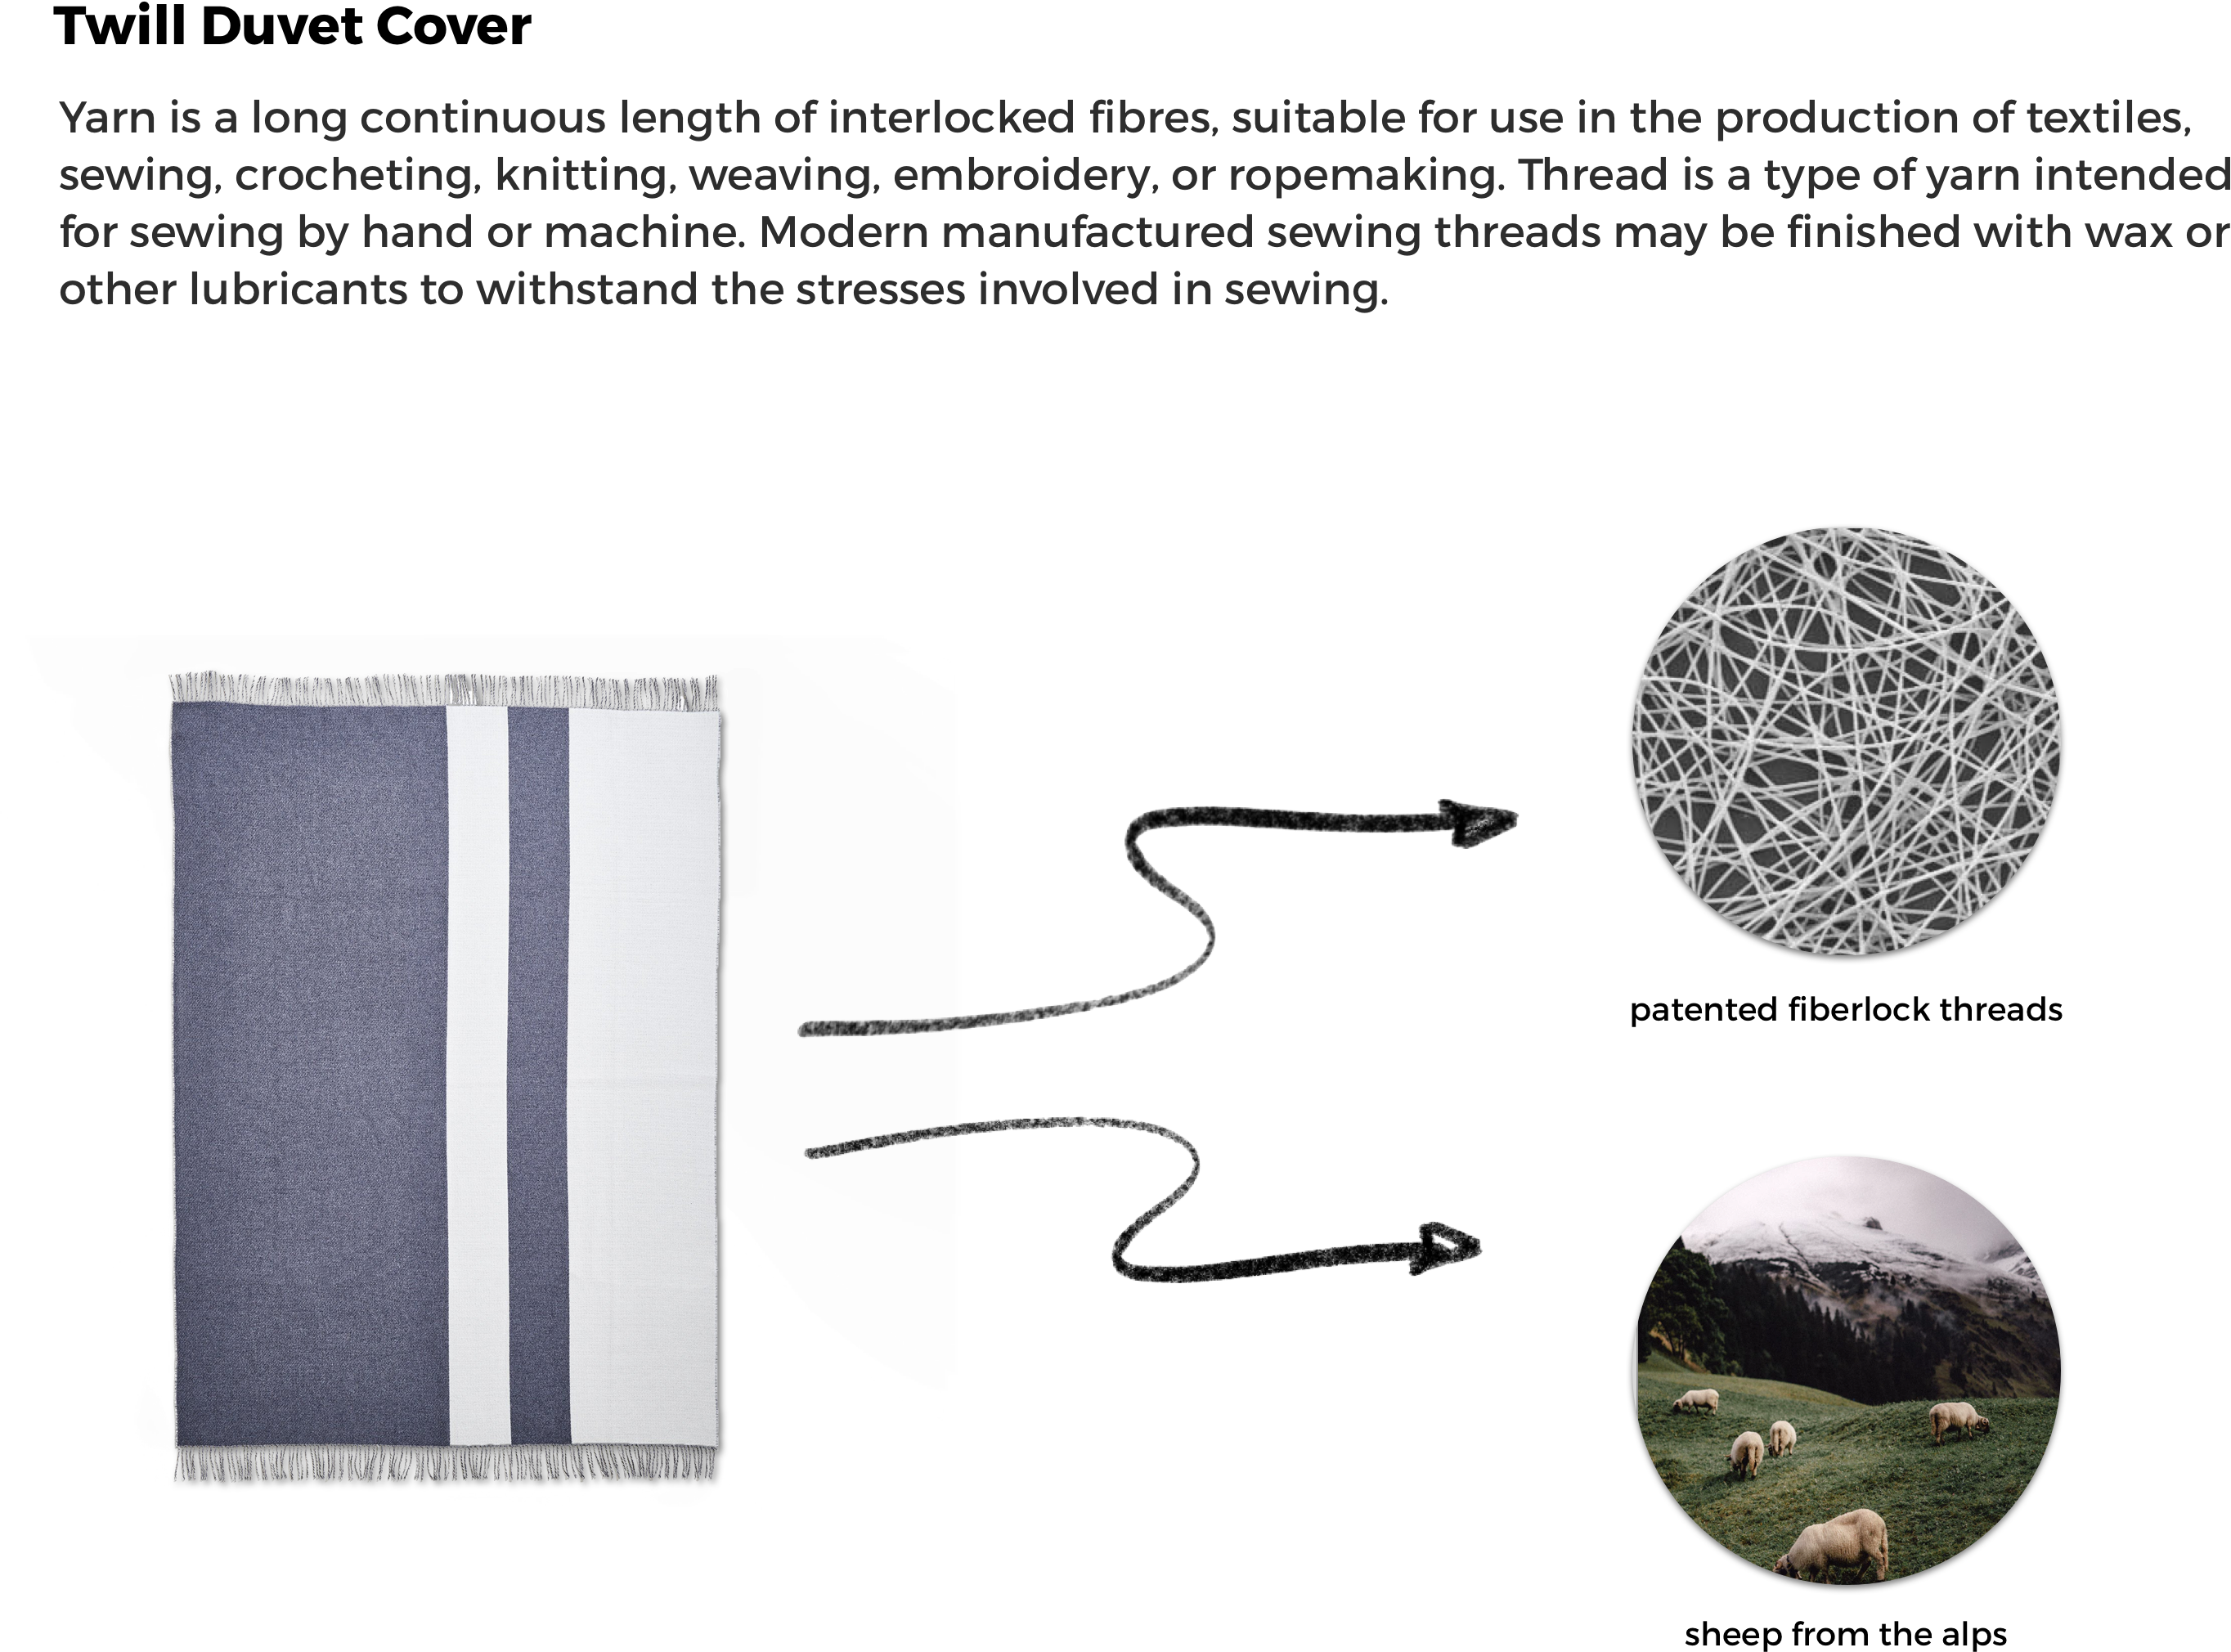 Twill Duvet Cover
Yarn is a long continuous length of interlocked fibres, suitable for use in the production of textiles,
sewing, crocheting, knitting, weaving, embroidery, or ropemaking. Thread is a type of yarn intended
for sewing by hand or machine. Modern manufactured sewing threads may be finished with wax or
other lubricants to withstand the stresses involved in sewing.
patented fiberlock threads
sheep from the alps